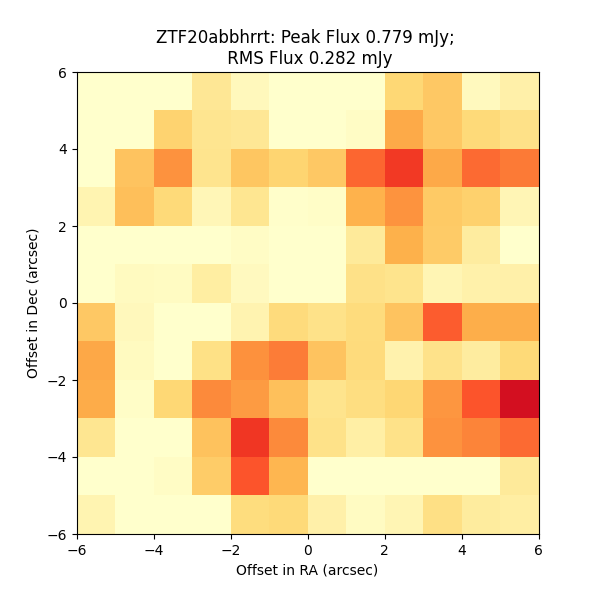 ZTF20abbhrrt: Peak Flux 0.779 mJy;
RMS Flux 0.282 mJy
6
4
2
0
−2
−4
−6
Offset in Dec (arcsec)
−6 −4 −2 0 2 4 6
Offset in RA (arcsec)